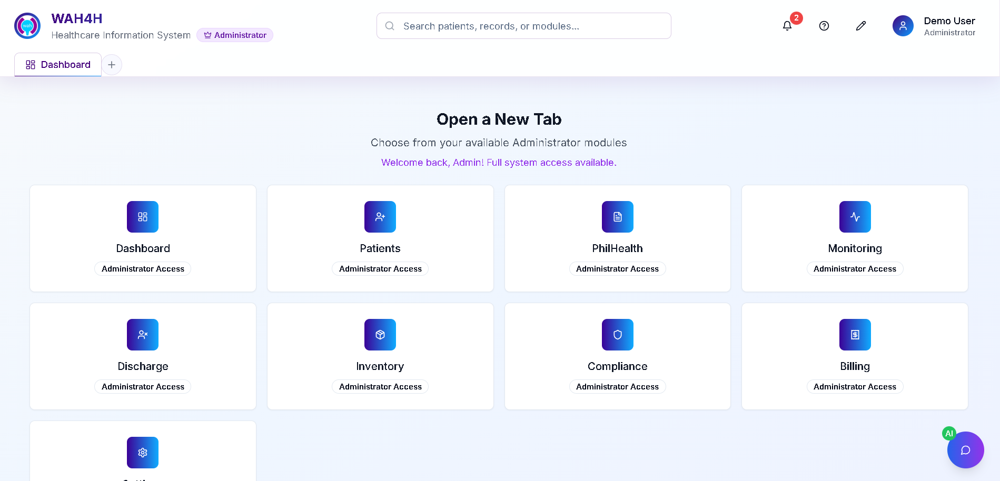 WAH4H
Healthcare Information System
Administrator
wah
Search patients, records, or modules...
2
Demo User
Administrator
Dashboard
Open a New Tab
Choose from your available Administrator modules
Welcome back, Admin! Full system access available.
Dashboard
Administrator Access
Patients
Administrator Access
PhilHealth
Administrator Access
Monitoring
Administrator Access
Discharge
Administrator Access
Inventory
Administrator Access
Compliance
Administrator Access
Billing
Administrator Access
AI